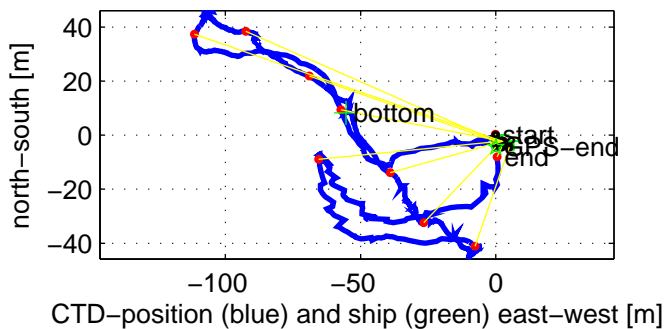 40
20
0
−20
−40
north−south [m]
bottom
start
GPS−end
end
−100
−50
0
CTD−position (blue) and ship (green) east−west [m]